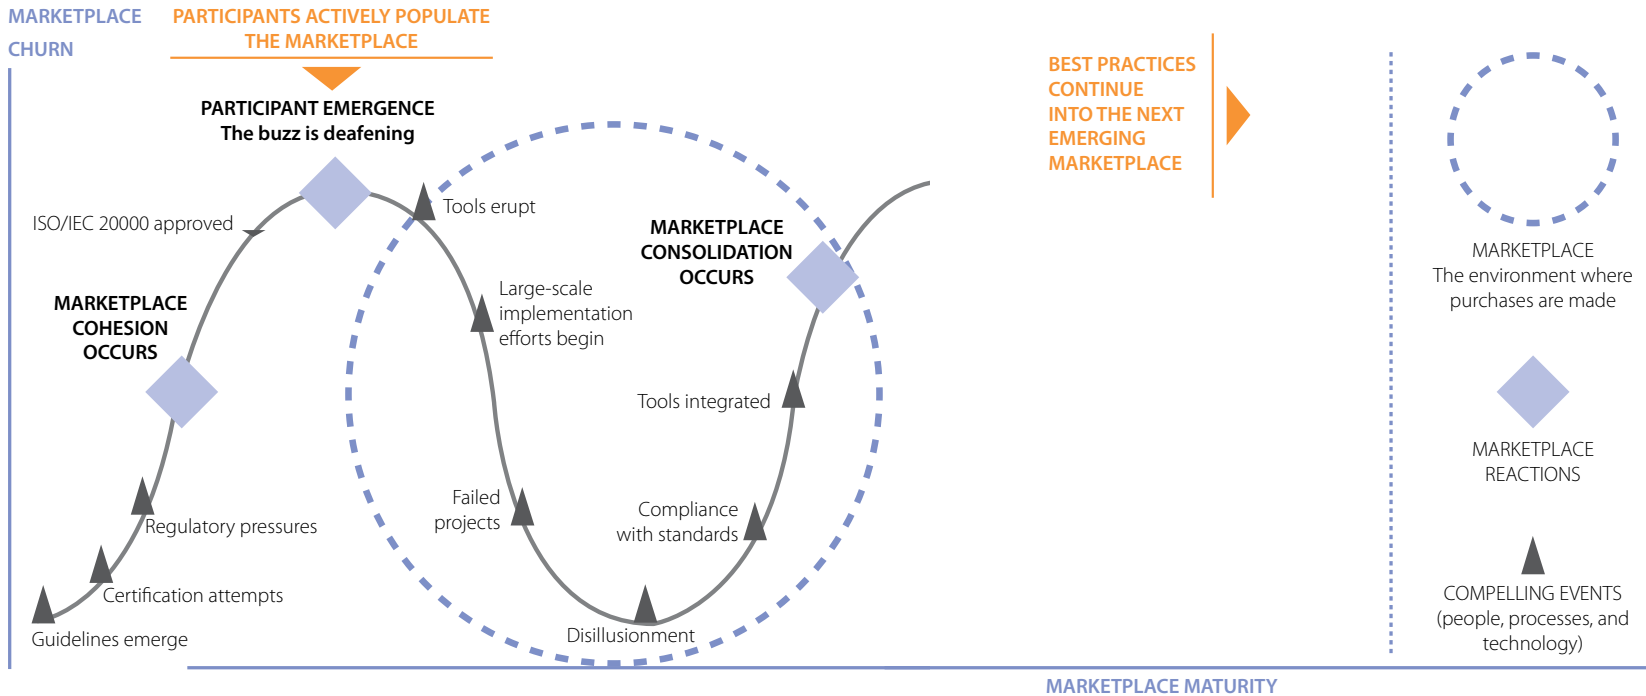 MARKETPLACE
CHURN
PARTICIPANTS ACTIVELY POPULATE
THE MARKETPLACE
PARTICIPANT EMERGENCE
The buzz is deafening
ISO/IEC 20000 approved
MARKETPLACE
COHESION
OCCURS
Regulatory pressures
Certification attempts
Guidelines emerge
Tools erupt
Large-scale
implementation
efforts begin
Failed
projects
Disillusionment
MARKETPLACE
CONSOLIDATION
OCCURS
Tools integrated
Compliance
with standards
BEST PRACTICES
CONTINUE
INTO THE NEXT
EMERGING
MARKETPLACE
MARKETPLACE
The environment where
purchases are made
MARKETPLACE
REACTIONS
COMPELLING EVENTS
(people, processes, and
technology)
MARKETPLACE MATURITY